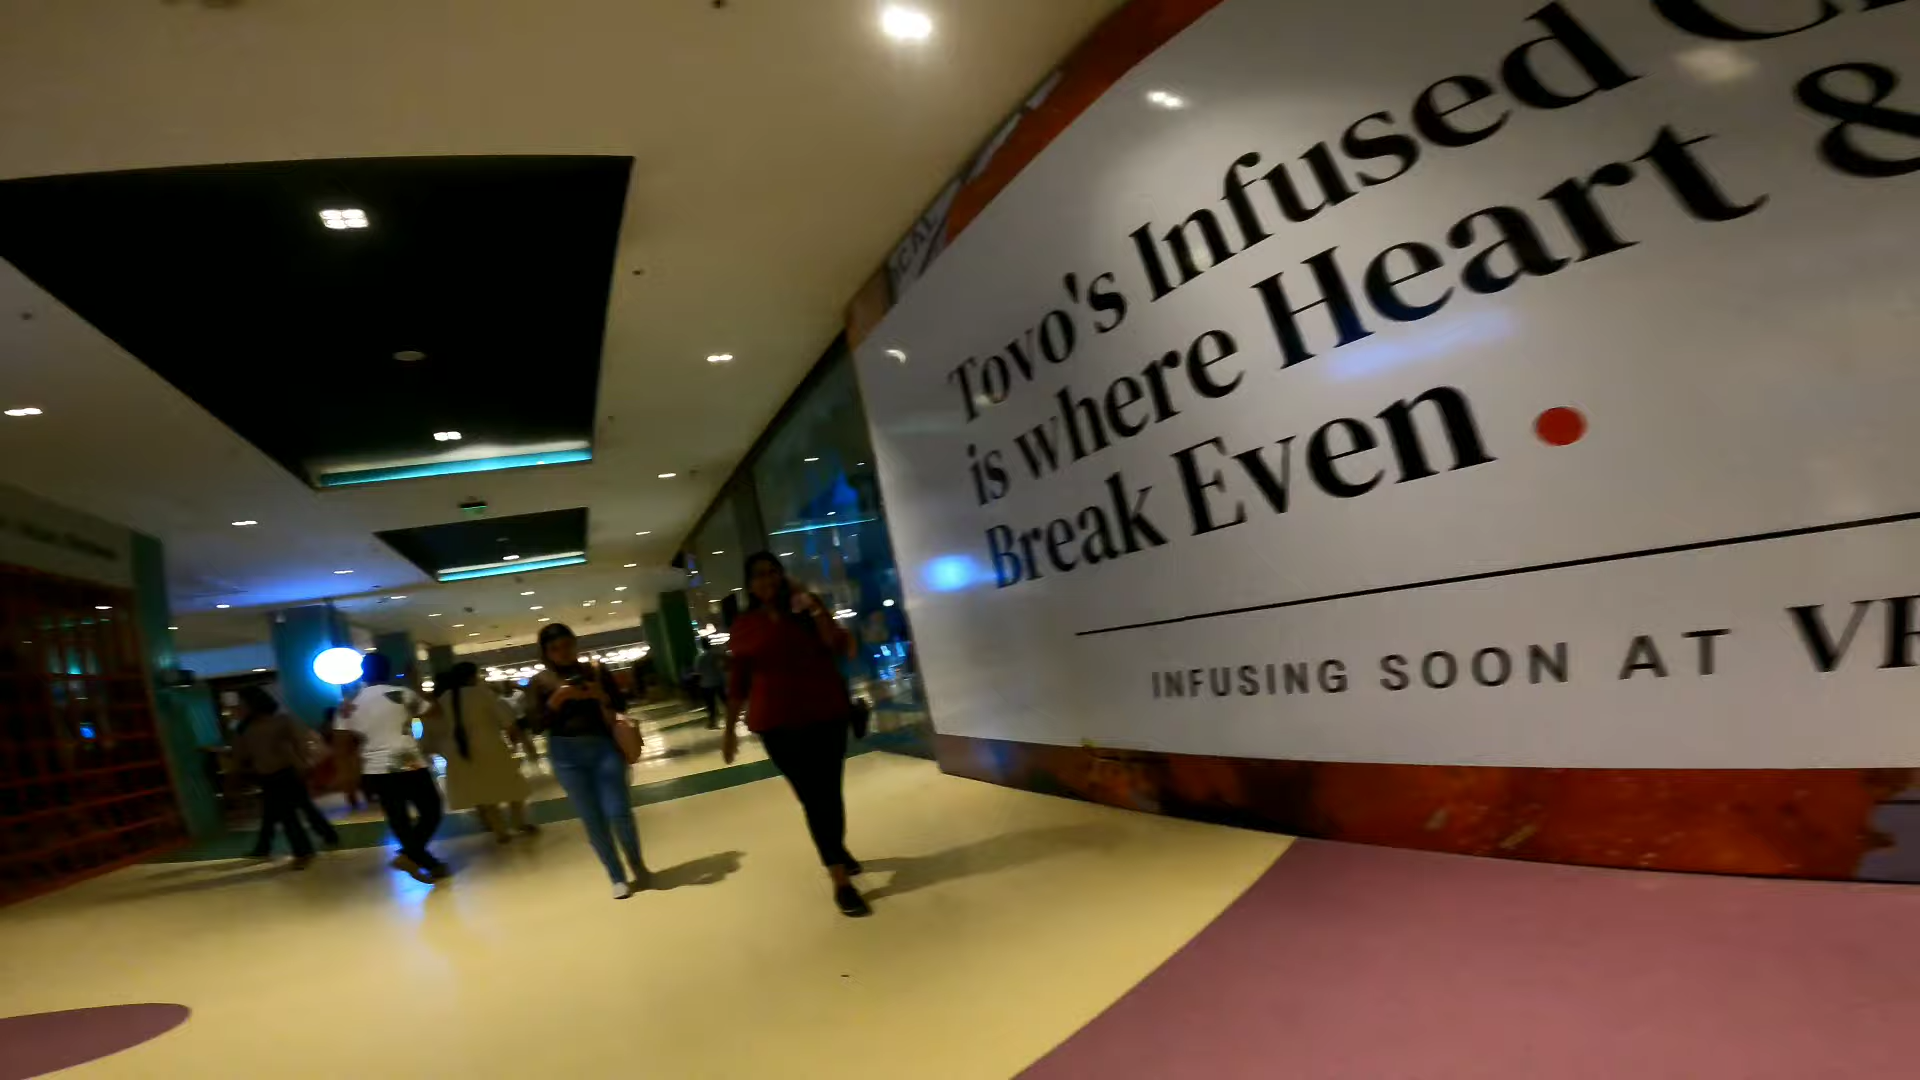 Tovo's Infused
is where Heart &
Break Even
INFUSING SOON AT